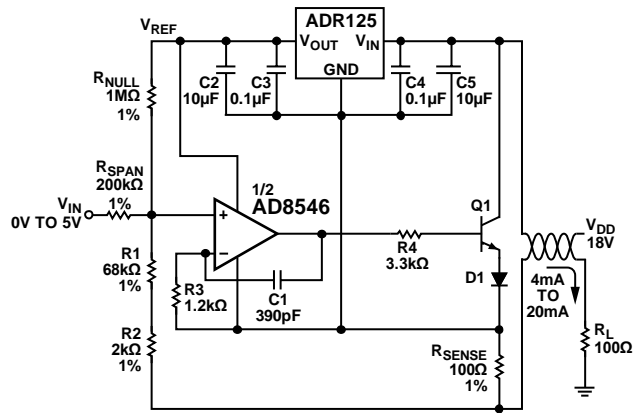 ADR125
VREF
VOUT
VIN
GND
RNULL
1MΩ
1%
C2
10µF
C3
0.1µF
C4
0.1µF
C5
10µF
RSPAN
200kΩ
1%
VIN
0V TO 5V
1/2
AD8546
+
–
Q1
R4
3.3kΩ
VDD
18V
R1
68kΩ
1%
R3
1.2kΩ
C1
390pF
D1
4mA
TO
20mA
R2
2kΩ
1%
RSENSE
100Ω
1%
RL
100Ω